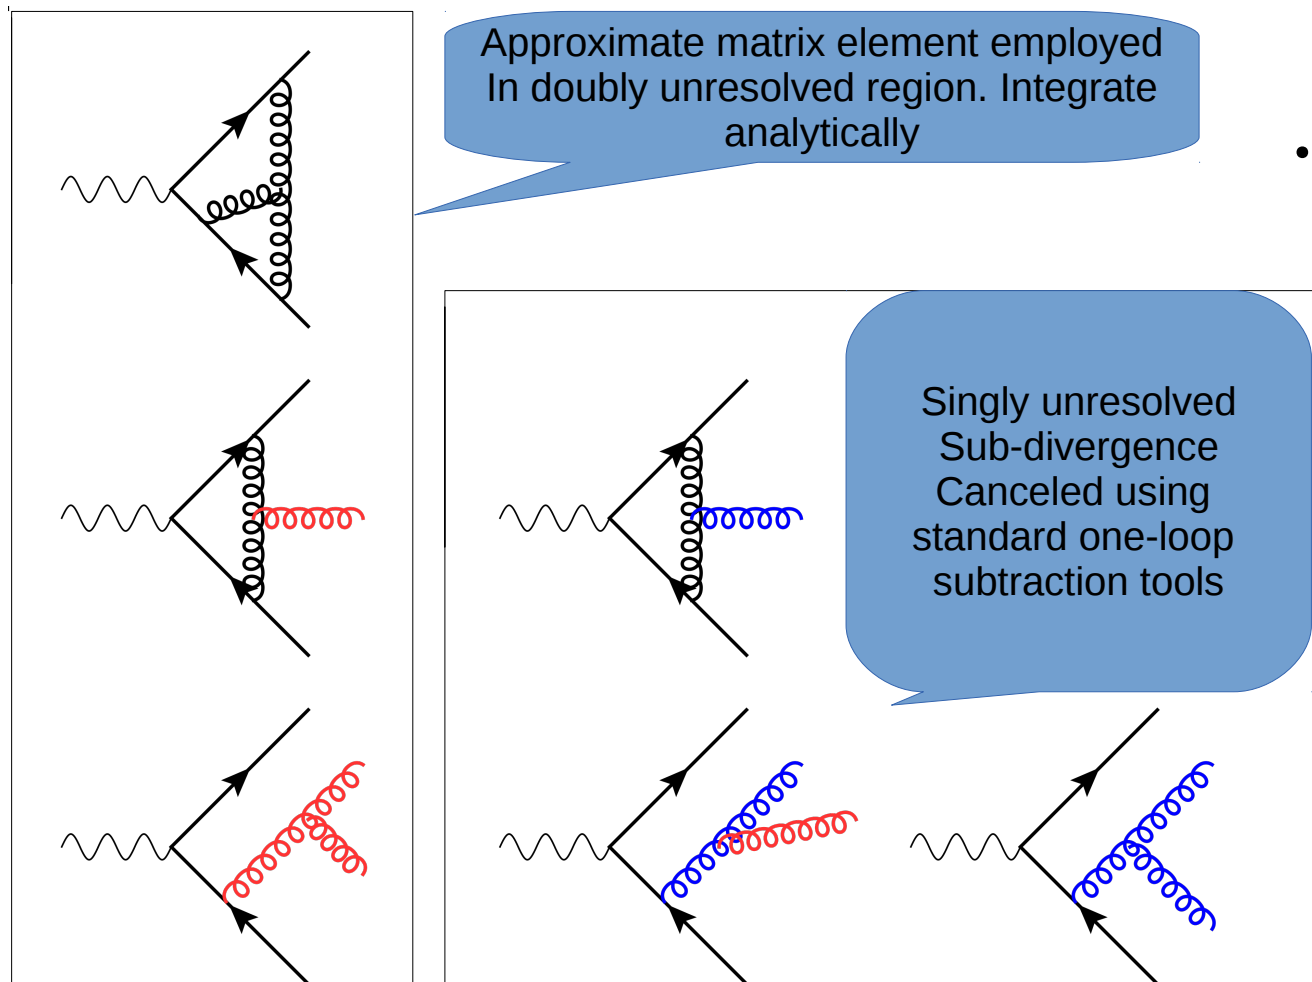 Approximate matrix element employed
In doubly unresolved region. Integrate
analytically
•
Singly unresolved
Sub-divergence
Canceled using
standard one-loop
subtraction tools